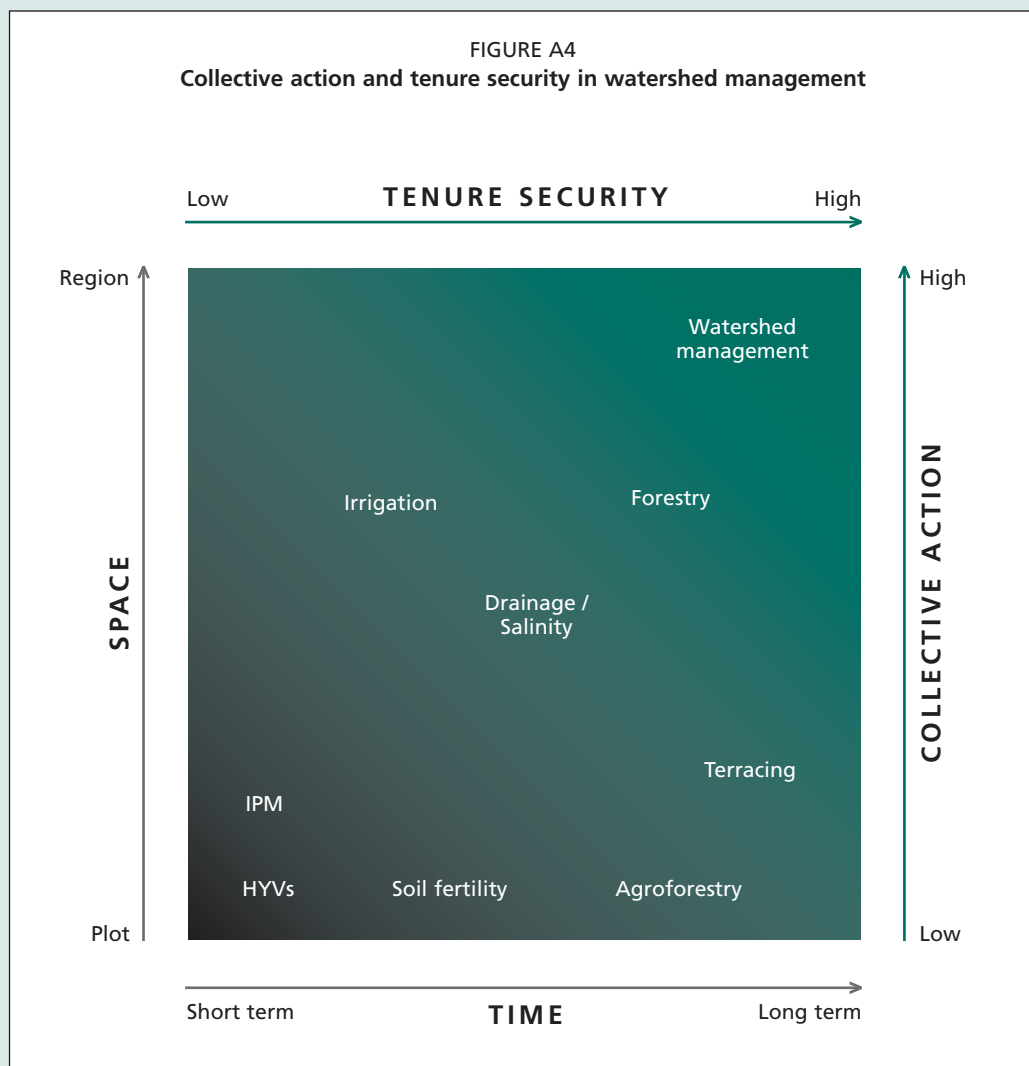 FIGURE A4
Collective action and tenure security in watershed management
Low TENURE SECURITY High
Region
High
Watershed
management
Irrigation
Forestry
SPACE
COLLECTIVE ACTION
Drainage /
Salinity
Terracing
IPM
HYVs Soil fertility Agroforestry
Plot
Low
Short term TIME Long term